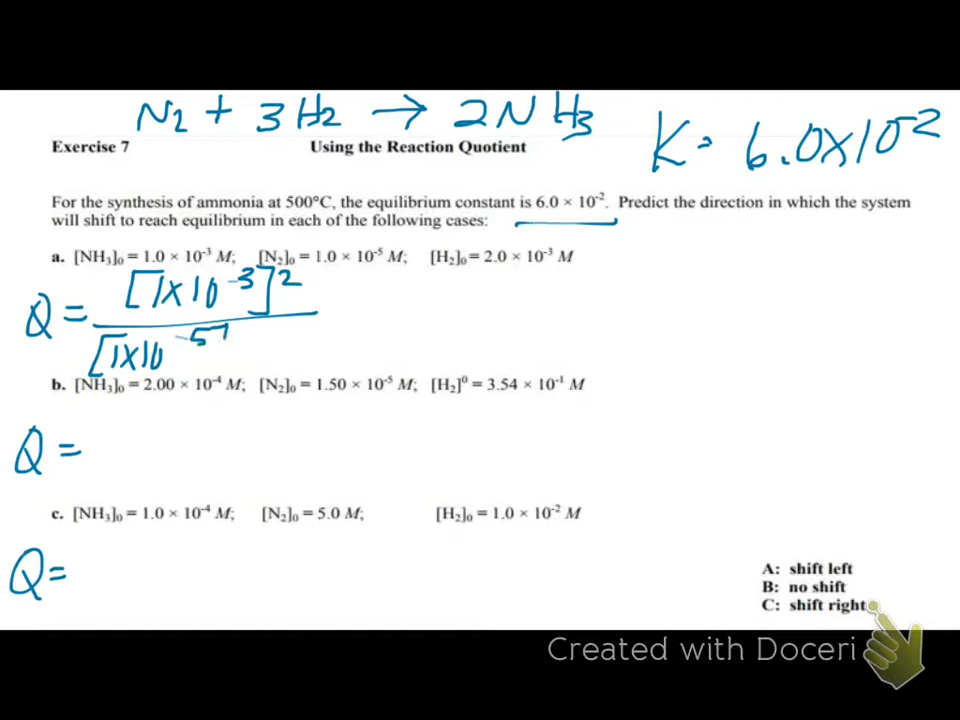 N2 + 3H2 → 2NH3
K = 6.0x10-2
Exercise 7 Using the Reaction Quotient
For the synthesis of ammonia at 500°C, the equilibrium constant is 6.0 × 10-2. Predict the direction in which the system
will shift to reach equilibrium in each of the following cases:
a. [NH3]0 = 1.0 × 10-3 M; [N2]0 = 1.0 × 10-5 M; [H2]0 = 2.0 × 10-3 M
Q = [1x10-3]2
[1x10-5]
b. [NH3]0 = 2.00 × 10-4 M; [N2]0 = 1.50 × 10-5 M; [H2]0 = 3.54 × 10-1 M
Q =
c. [NH3]0 = 1.0 × 10-4 M; [N2]0 = 5.0 M; [H2]0 = 1.0 × 10-2 M
Q =
A: shift left
B: no shift
C: shift right
Created with Doceri